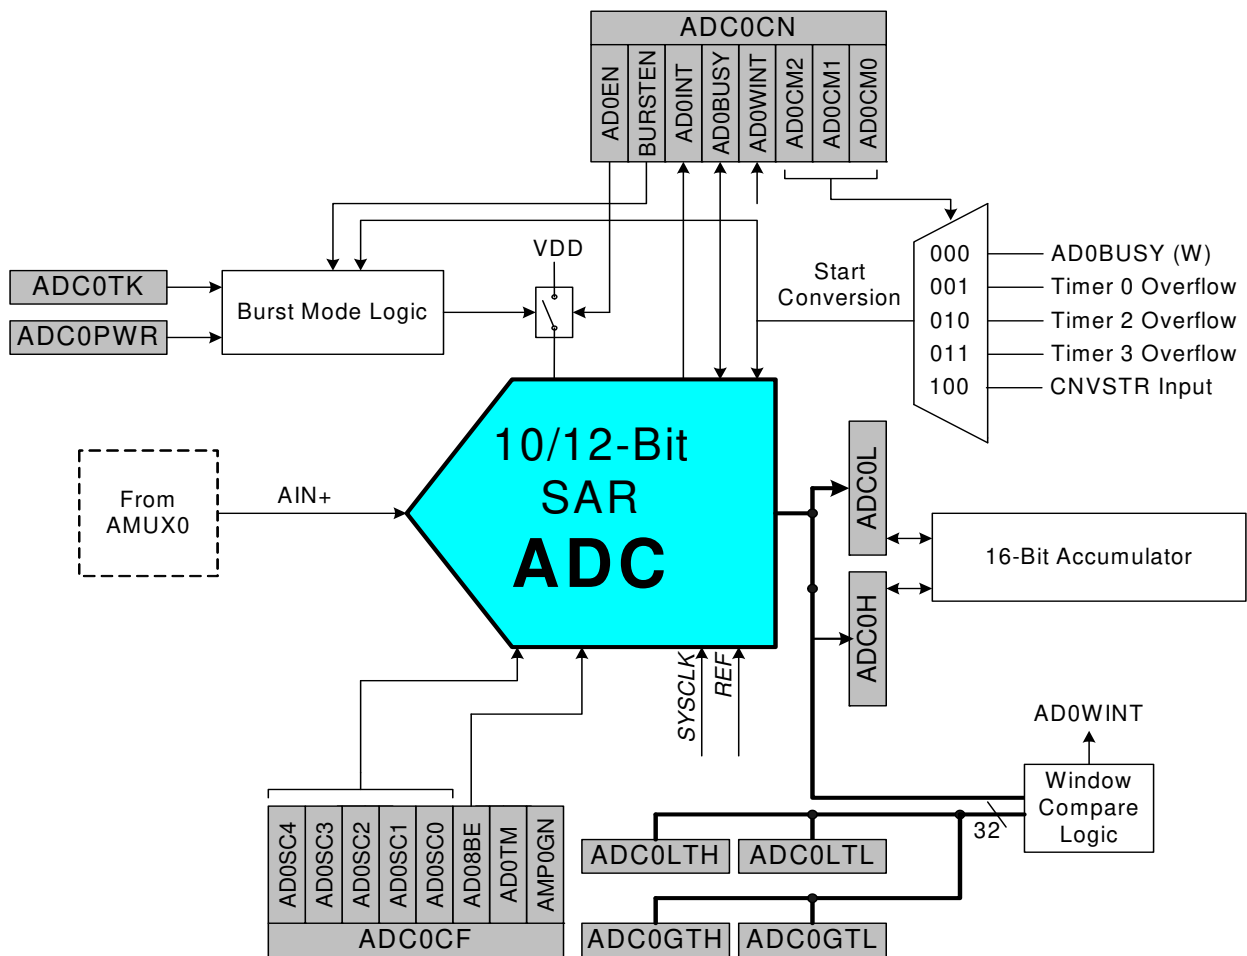 ADC0CN
AD0EN
BURSTEN
AD0INT
AD0BUSY
AD0WINT
AD0CM2
AD0CM1
AD0CM0
VDD
Start
Conversion
000
001
010
011
100
AD0BUSY (W)
Timer 0 Overflow
Timer 2 Overflow
Timer 3 Overflow
CNVSTR Input
ADC0TK
ADC0PWR
Burst Mode Logic
From
AMUX0
AIN+
10/12-Bit
SAR
ADC
ADC0L
ADC0H
16-Bit Accumulator
SYSCLK
REF
AD0WINT
Window
Compare
Logic
32
AD0SC4
AD0SC3
AD0SC2
AD0SC1
AD0SC0
AD08BE
AD0TM
AMP0GN
ADC0CF
ADC0LTH
ADC0LTL
ADC0GTH
ADC0GTL